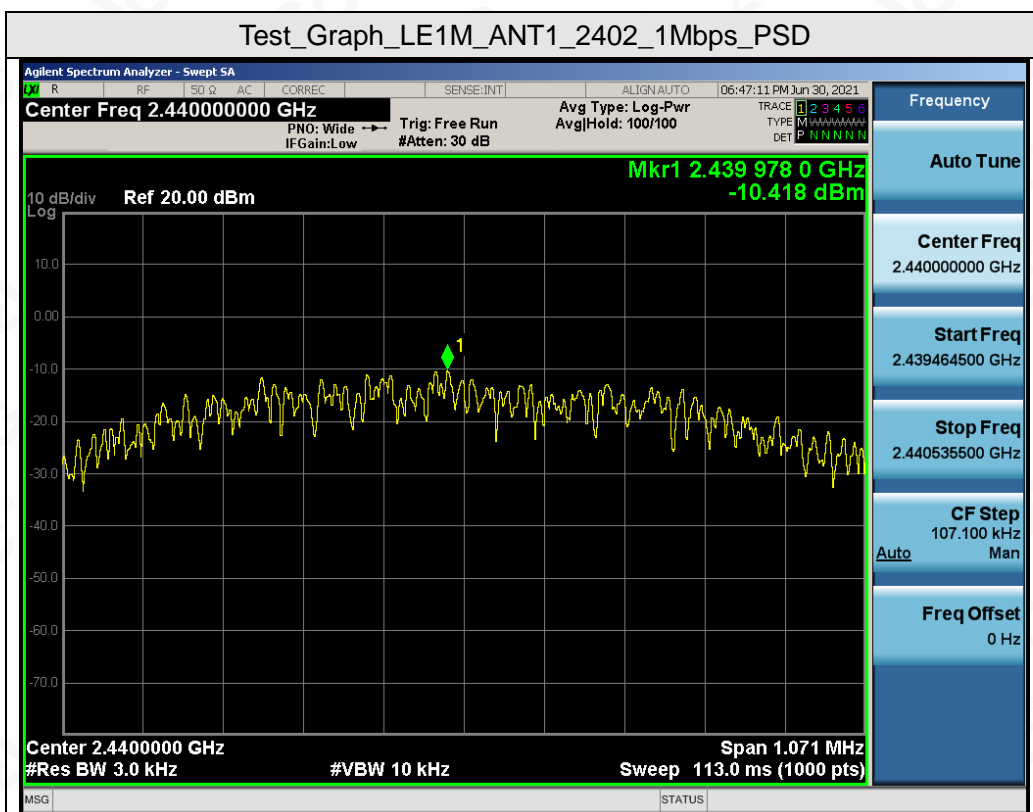 Test_Graph_LE1M_ANT1_2402_1Mbps_PSD
Agilent Spectrum Analyzer - Swept SA
LXI R RF 50 Ω AC CORREC SENSE:INT ALIGN AUTO 06:47:11 PM Jun 30, 2021
Center Freq 2.440000000 GHz
PNO: Wide
IFGain:Low
Trig: Free Run
#Atten: 30 dB
Avg Type: Log-Pwr
Avg|Hold: 100/100
TRACE 1 2 3 4 5 6
TYPE M WWWWW
DET P N N N N N
Mkr1 2.439 978 0 GHz
-10.418 dBm
10 dB/div Ref 20.00 dBm
Log
10.0
0.00
-10.0
-20.0
-30.0
-40.0
-50.0
-60.0
-70.0
1
Center 2.4400000 GHz Span 1.071 MHz
#Res BW 3.0 kHz #VBW 10 kHz Sweep 113.0 ms (1000 pts)
MSG STATUS
Frequency
Auto Tune
Center Freq
2.440000000 GHz
Start Freq
2.439464500 GHz
Stop Freq
2.440535500 GHz
CF Step
107.100 kHz
Auto Man
Freq Offset
0 Hz